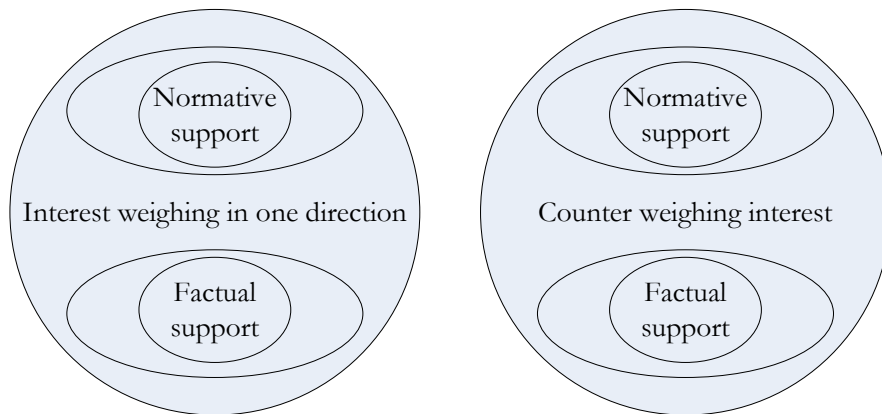 Normative
support
Interest weighing in one direction
Factual
support
Normative
support
Counter weighing interest
Factual
support